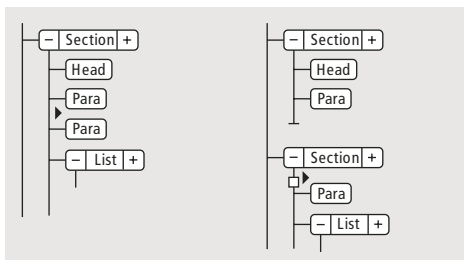 – Section +
Head
Para
Para
– List +
– Section +
Head
Para
– Section +
Para
– List +